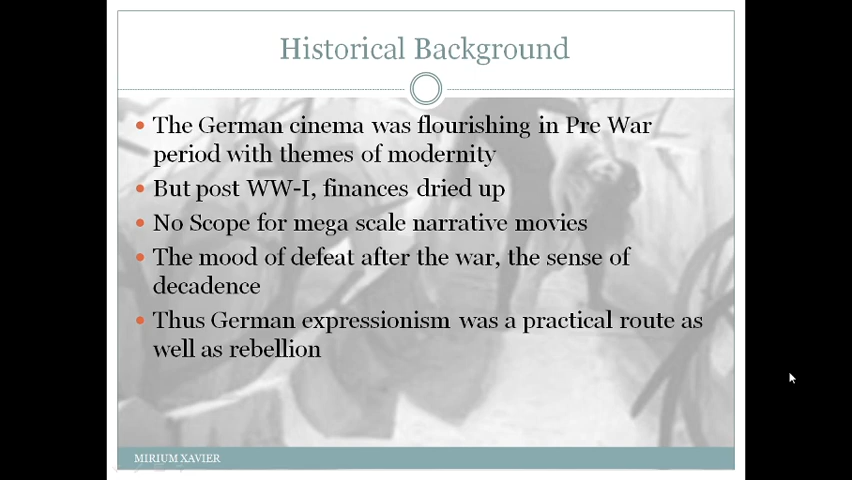 Historical Background
• The German cinema was flourishing in Pre War
period with themes of modernity
• But post WW-I, finances dried up
• No Scope for mega scale narrative movies
• The mood of defeat after the war, the sense of
decadence
• Thus German expressionism was a practical route as
well as rebellion
MIRIUM XAVIER